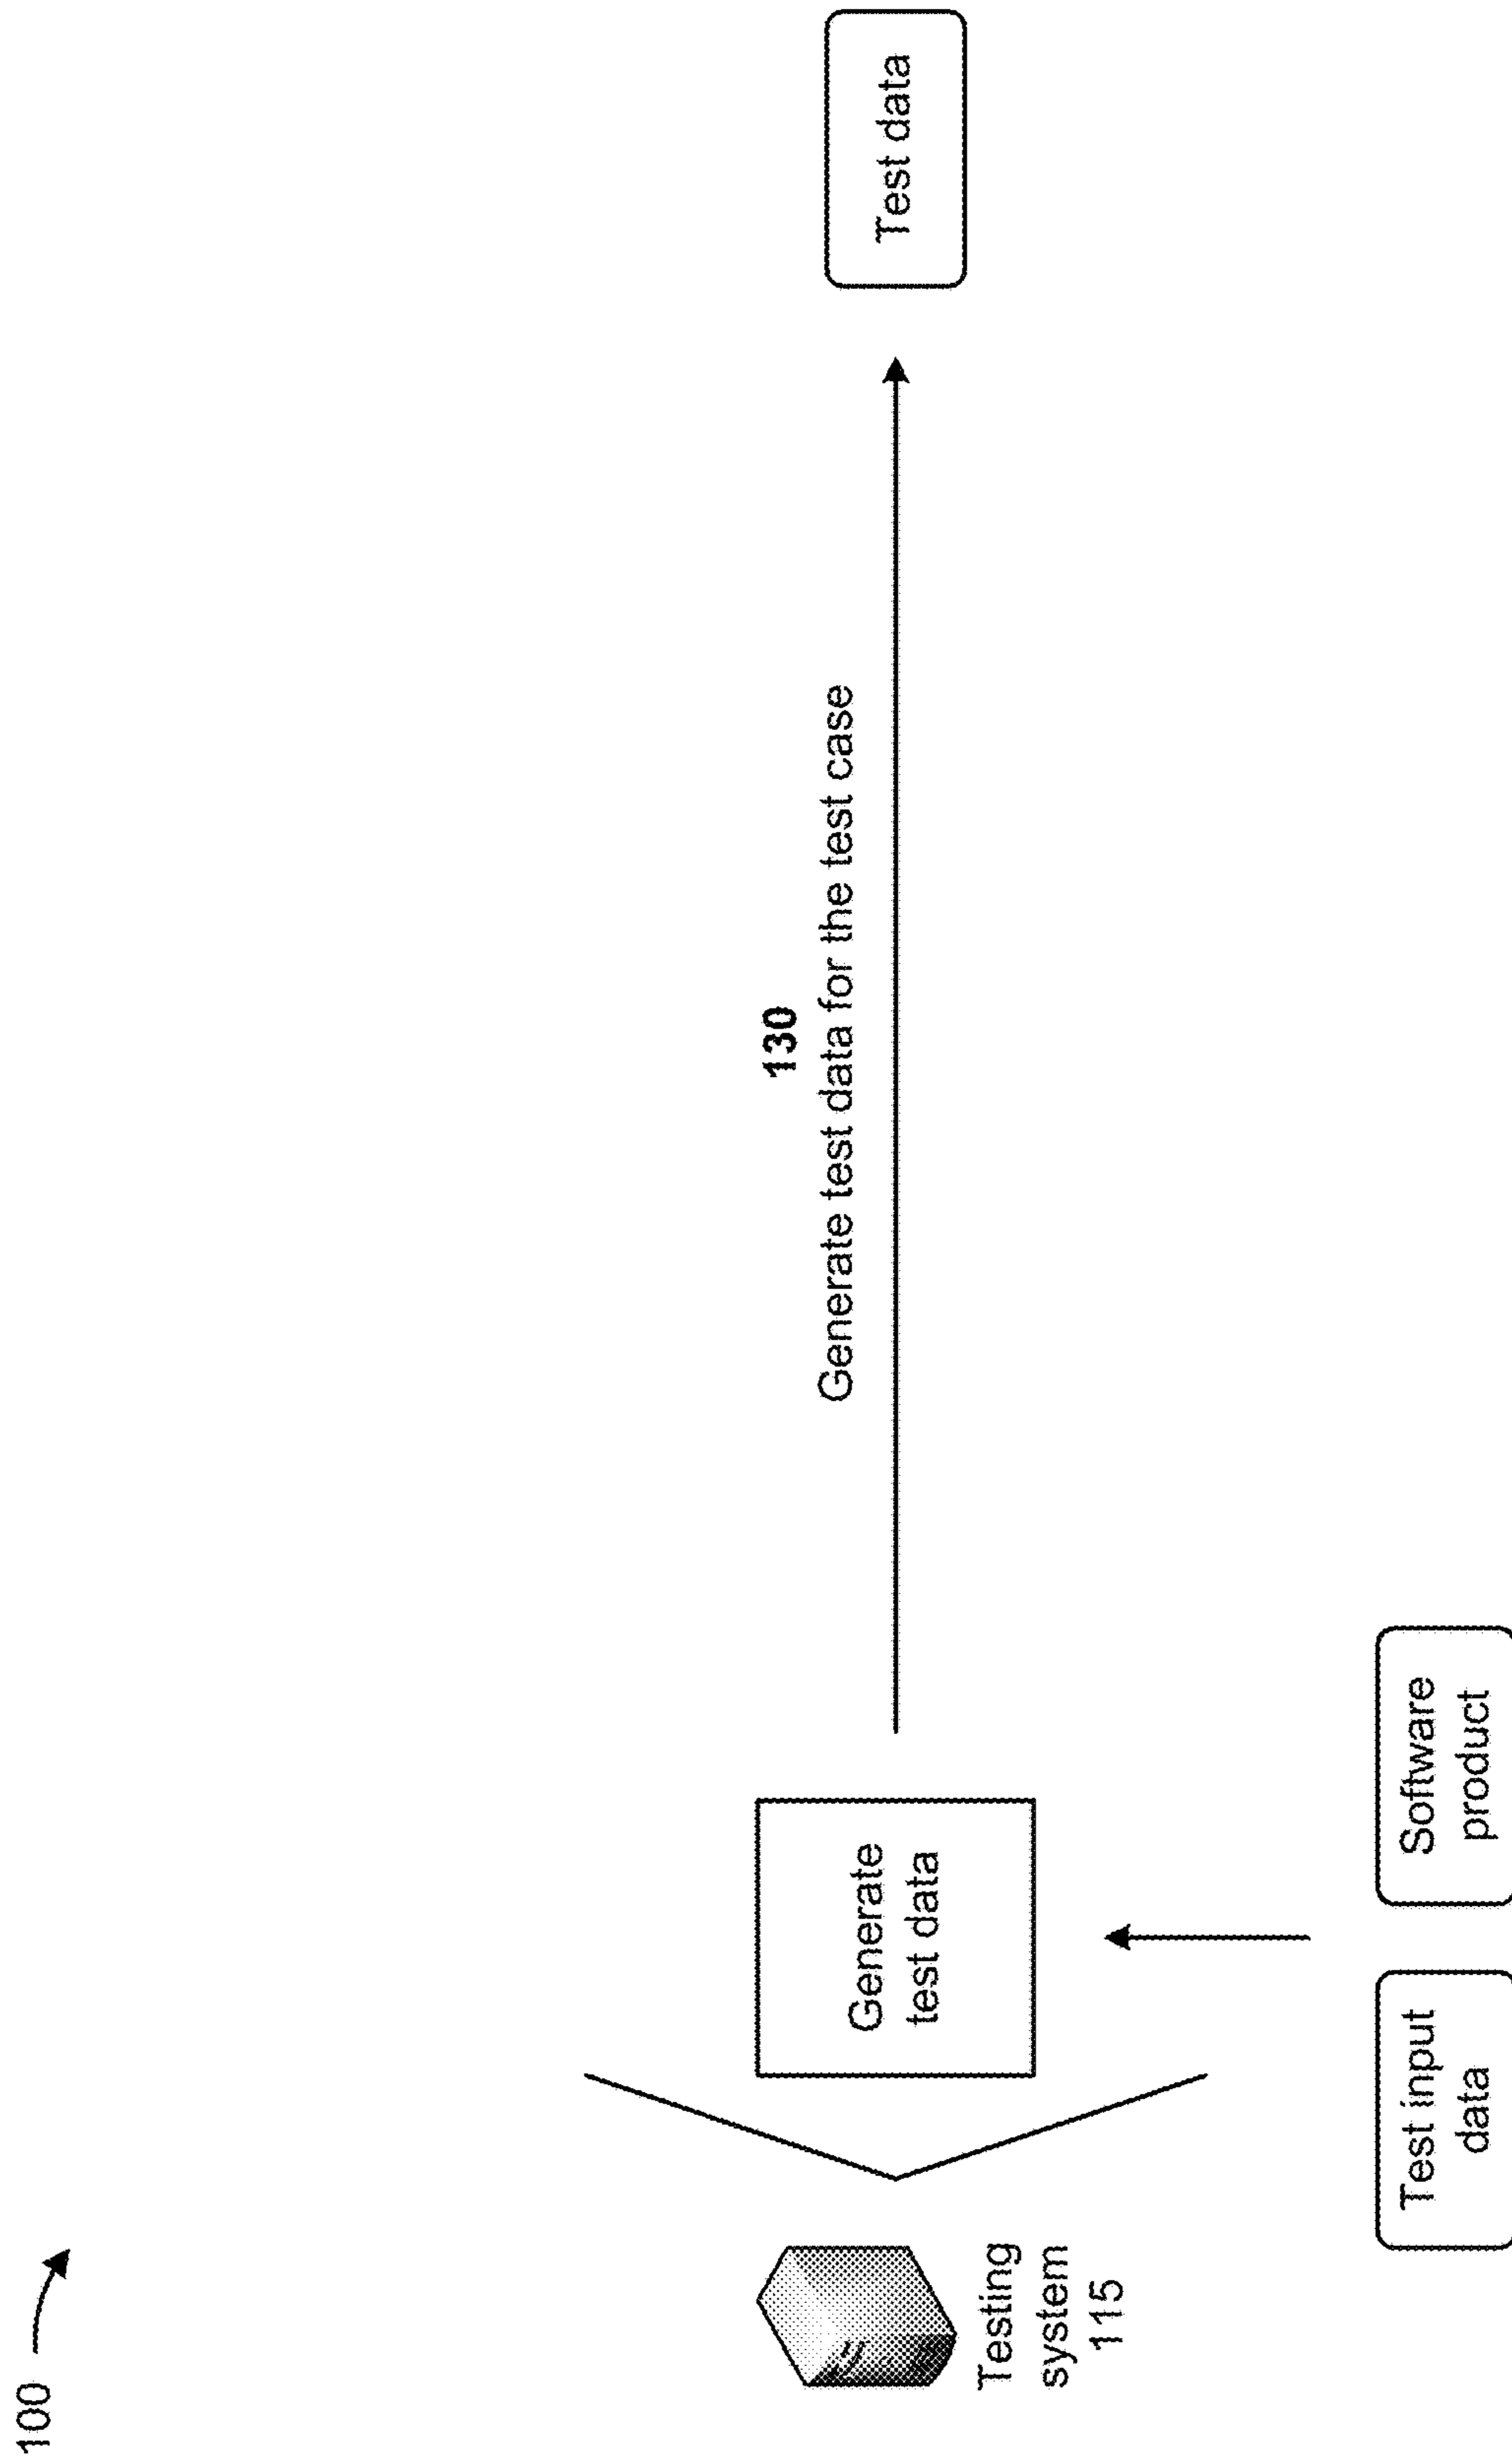 100
130
Generate test data for the test case
Testing
system
115
Generate
test data
Test data
Test input
data
Software
product